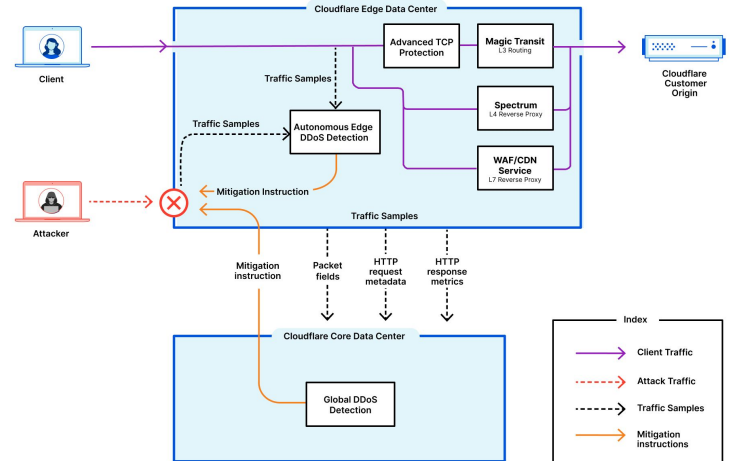 Cloudflare Edge Data Center
Client
Advanced TCP
Protection
Magic Transit
L3 Routing
Cloudflare
Customer
Origin
Traffic Samples
Spectrum
L4 Reverse Proxy
Traffic Samples
Autonomous Edge
DDoS Detection
WAF/CDN
Service
L7 Reverse Proxy
Mitigation Instruction
Attacker
Traffic Samples
Mitigation
instruction
Packet
fields
HTTP
request
metadata
HTTP
response
metrics
Cloudflare Core Data Center
Global DDoS
Detection
Index
Client Traffic
Attack Traffic
Traffic Samples
Mitigation
instructions